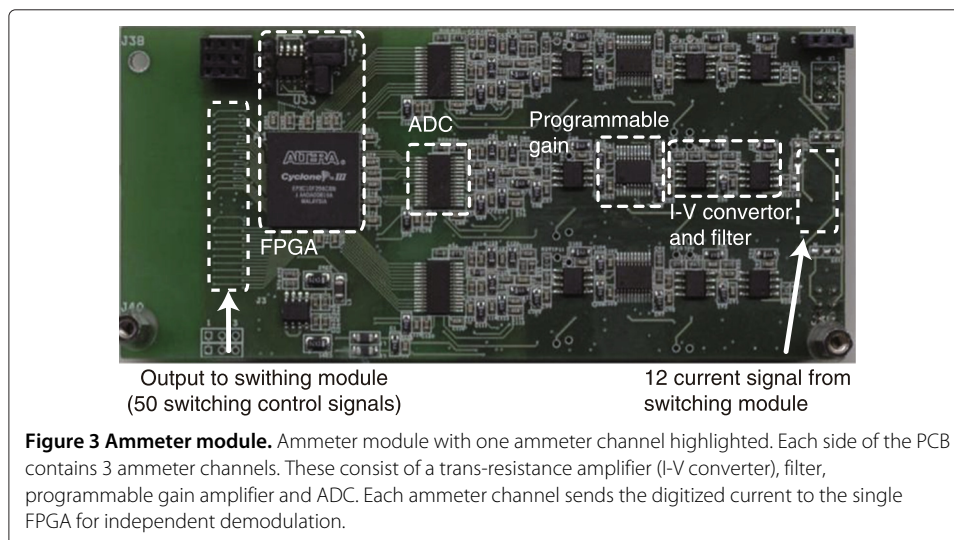 J3B
U33
ADC
Programmable
gain
ALTERA®
Cyclone III
MALAYSIA
I-V convertor
and filter
FPGA
J3
J40
Output to swithing module
(50 switching control signals)
12 current signal from
switching module
Figure 3 Ammeter module. Ammeter module with one ammeter channel highlighted. Each side of the PCB
contains 3 ammeter channels. These consist of a trans-resistance amplifier (I-V converter), filter,
programmable gain amplifier and ADC. Each ammeter channel sends the digitized current to the single
FPGA for independent demodulation.